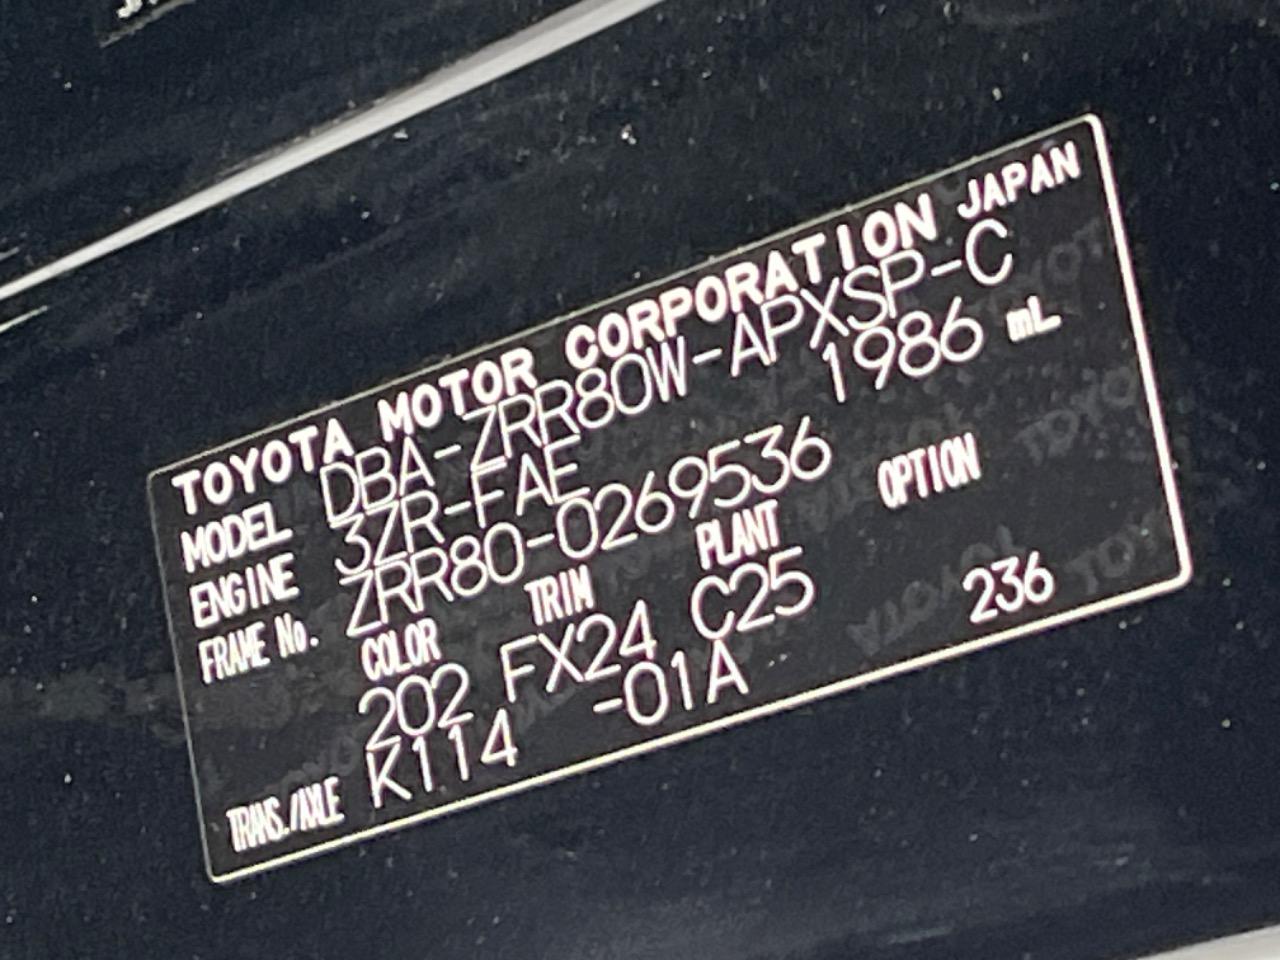 TOYOTA MOTOR CORPORATION JAPAN
MODEL DBA-ZRR80W-APXSP-C
ENGINE 3ZR-FAE 1986 mL
FRAME No. ZRR80-0269536
COLOR TRIM PLANT OPTION
202 FX24 C25 236
TRANS./AXLE K114 -01A